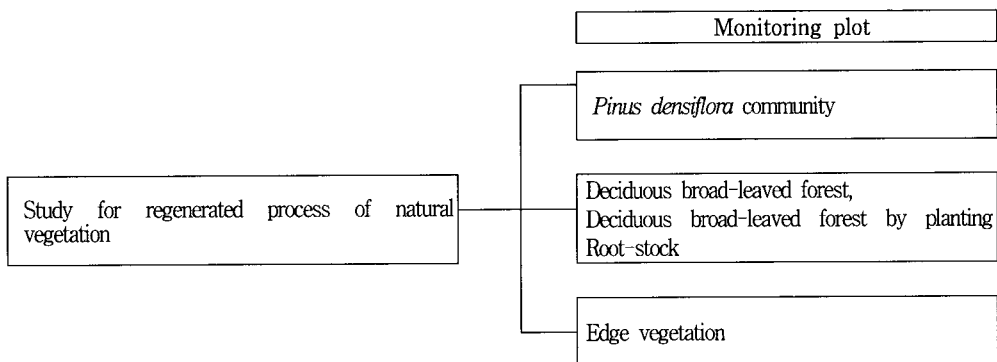 Monitoring plot
Pinus densiflora community
Study for regenerated process of natural
vegetation
Deciduous broad-leaved forest,
Deciduous broad-leaved forest by planting
Root-stock
Edge vegetation